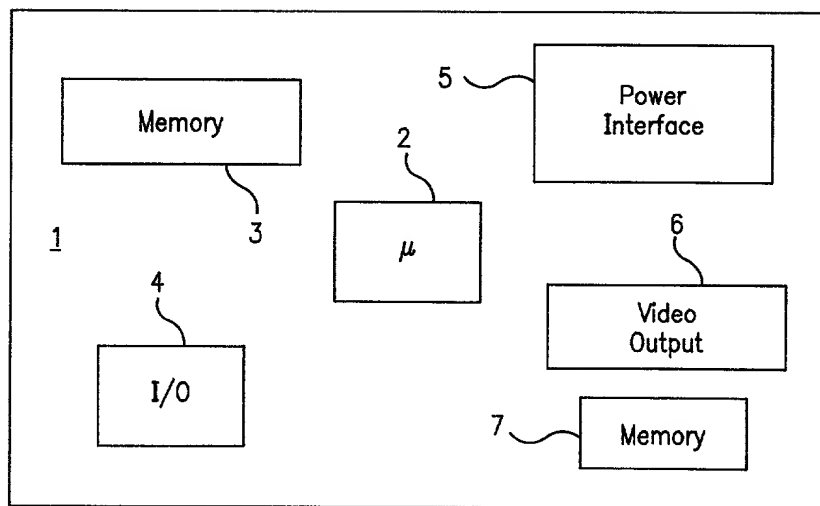 5
Power
Interface
Memory
2
3
μ
1
6
4
Video
Output
I/O
7
Memory